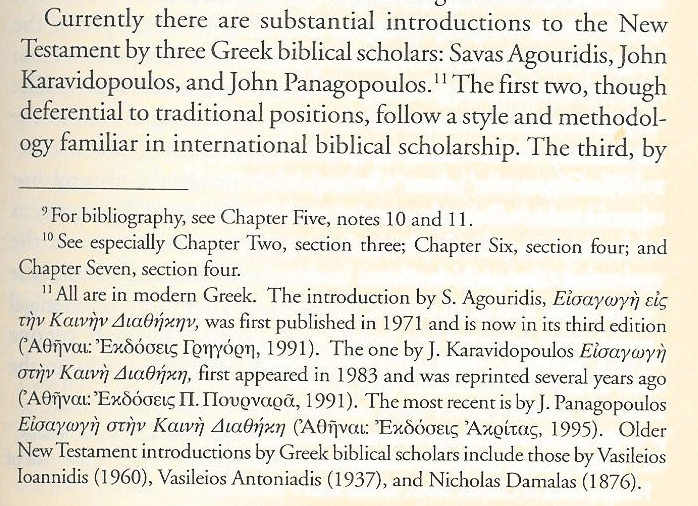 Currently there are substantial introductions to the New
Testament by three Greek biblical scholars: Savas Agouridis, John
Karavidopoulos, and John Panagopoulos.¹¹ The first two, though
deferential to traditional positions, follow a style and methodol-
ogy familiar in international biblical scholarship. The third, by
⁹ For bibliography, see Chapter Five, notes 10 and 11.
¹⁰ See especially Chapter Two, section three; Chapter Six, section four; and
Chapter Seven, section four.
¹¹ All are in modern Greek. The introduction by S. Agouridis, Εἰσαγωγὴ εἰς
τὴν Καινὴν Διαθήκην, was first published in 1971 and is now in its third edition
(Ἀθῆναι: Ἐκδόσεις Γρηγόρη, 1991). The one by J. Karavidopoulos Εἰσαγωγὴ
στὴν Καινὴ Διαθήκη, first appeared in 1983 and was reprinted several years ago
(Ἀθῆναι: Ἐκδόσεις Π. Πουρναρᾶ, 1991). The most recent is by J. Panagopoulos
Εἰσαγωγὴ στὴν Καινὴ Διαθήκη (Ἀθῆναι: Ἐκδόσεις Ἀκρίτας, 1995). Older
New Testament introductions by Greek biblical scholars include those by Vasileios
Ioannidis (1960), Vasileios Antoniadis (1937), and Nicholas Damalas (1876).